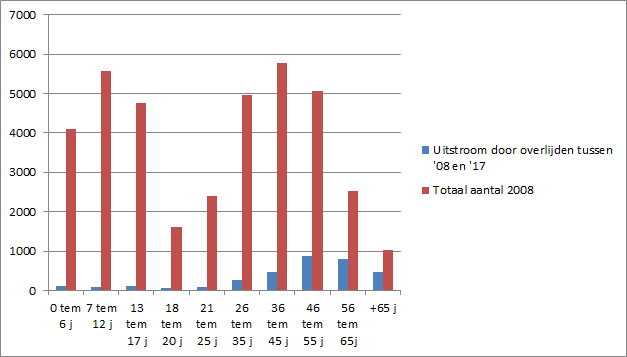 7000
6000
5000
4000
3000
2000
1000
0
0 tem 6 j
7 tem 12 j
13 tem 17 j
18 tem 20 j
21 tem 25 j
26 tem 35 j
36 tem 45 j
46 tem 55 j
56 tem 65j
+65 j
Uitstroom door overlijden tussen
'08 en '17
Totaal aantal 2008